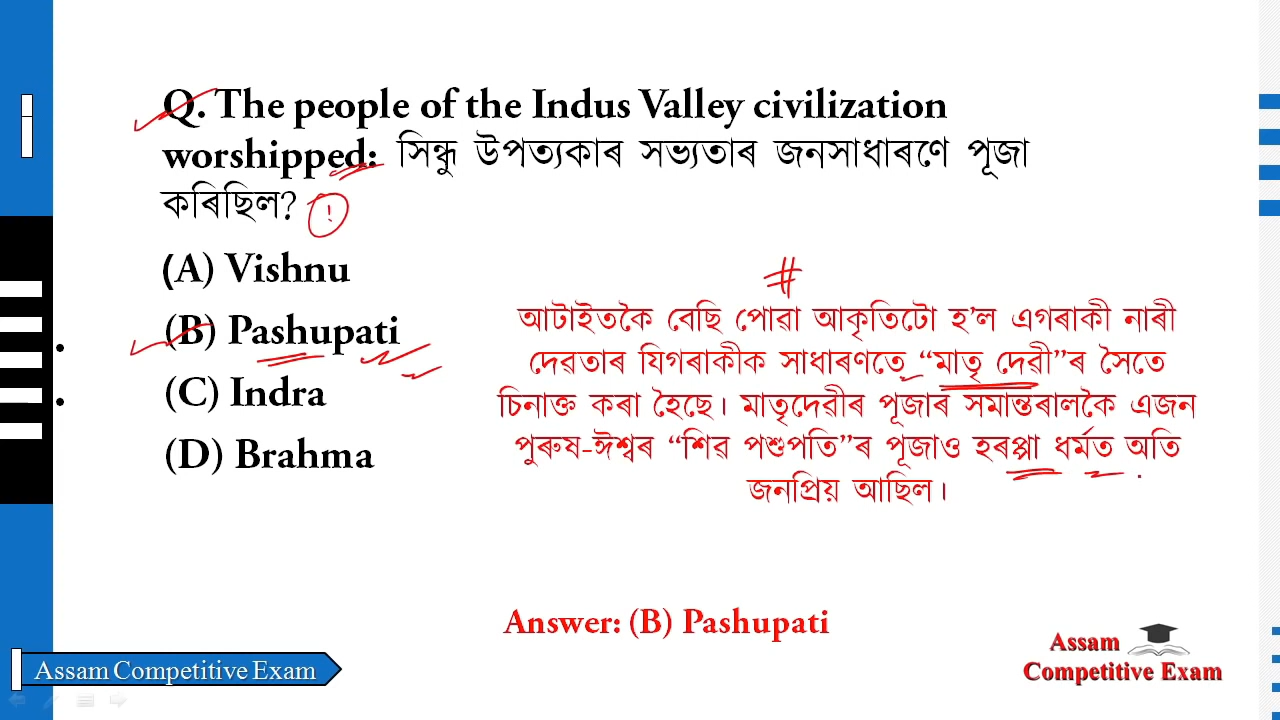 Q. The people of the Indus Valley civilization
worshipped: সিন্ধু উপত্যকাৰ সভ্যতাৰ জনসাধাৰণে পূজা
কৰিছিল? !
(A) Vishnu
(B) Pashupati
(C) Indra
(D) Brahma
#
আটাইতকৈ বেছি পোৱা আকৃতিটো হ'ল এগৰাকী নাৰী
দেৱতাৰ যিগৰাকীক সাধাৰণতে “মাতৃ দেৱী”ৰ সৈতে
চিনাক্ত কৰা হৈছে। মাতৃদেৱীৰ পূজাৰ সমান্তৰালকৈ এজন
পুৰুষ-ঈশ্বৰ “শিৱ পশুপতি”ৰ পূজাও হৰপ্পা ধৰ্মত অতি
জনপ্ৰিয় আছিল।
Answer: (B) Pashupati
Assam Competitive Exam
Assam
Competitive Exam